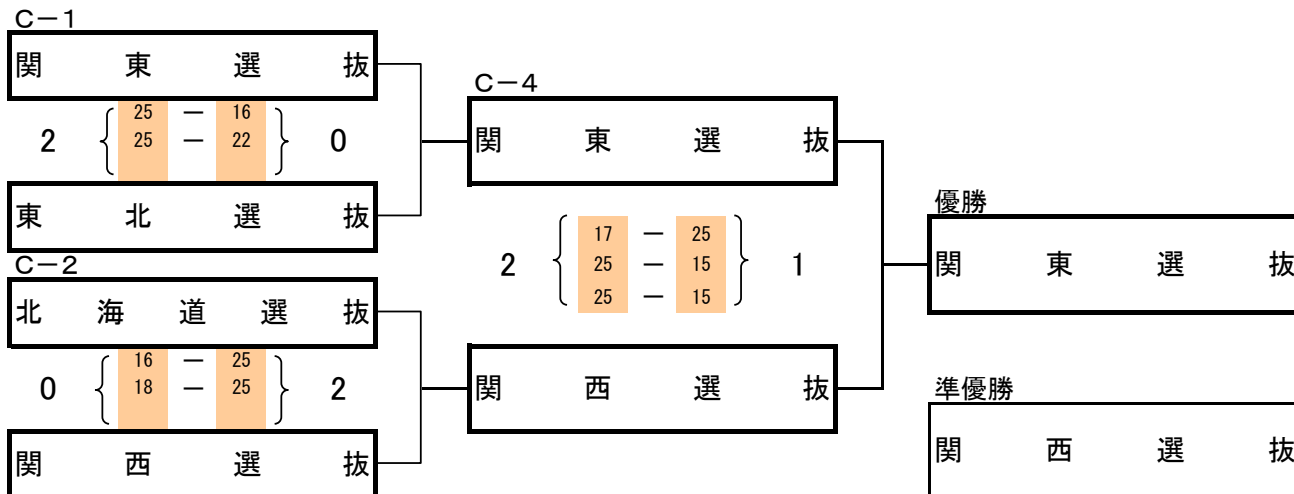 C－1
関東選抜
25 － 16
2 25 － 22 0
東北選抜
C－2
北海道選抜
16 － 25
0 18 － 25 2
関西選抜
C－4
関東選抜
17 － 25
2 25 － 15 1
25 － 15
関西選抜
優勝
関東選抜
準優勝
関西選抜